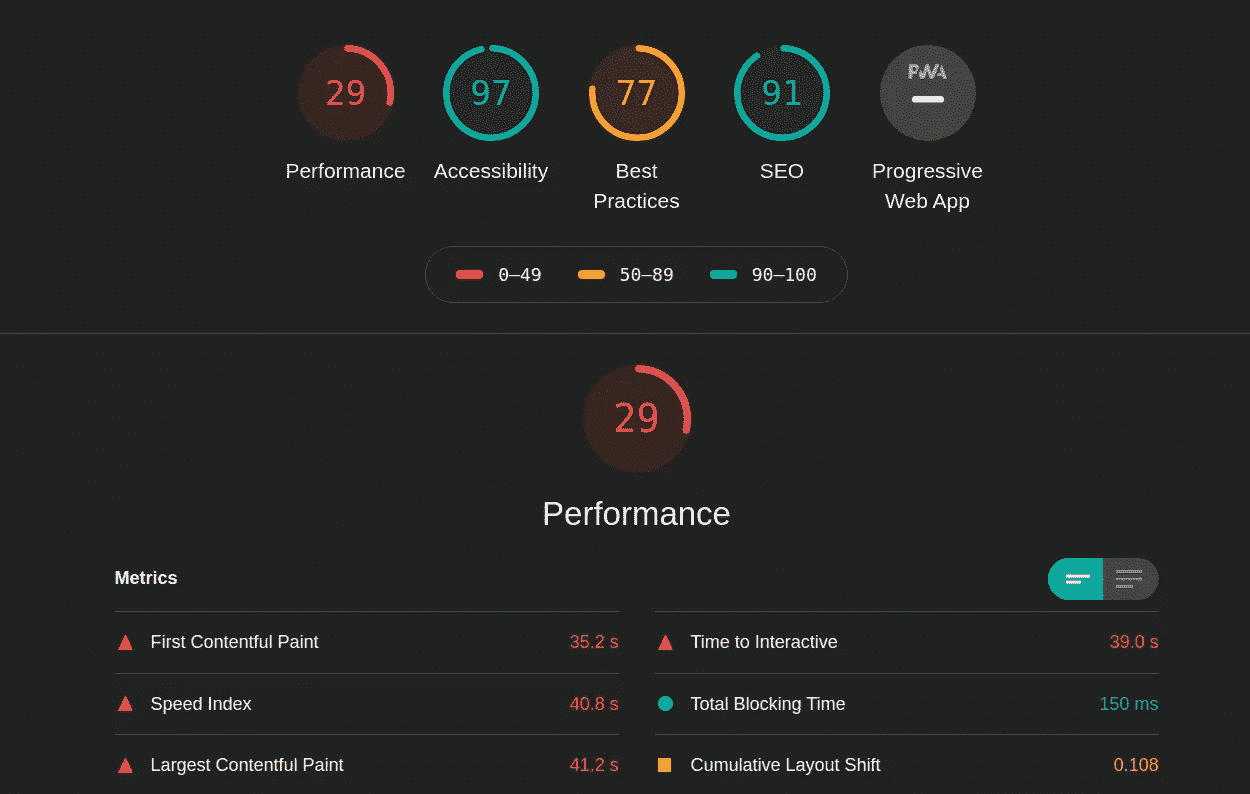 29 97 77 91 PWA
Performance Accessibility Best Practices SEO Progressive Web App
0–49 50–89 90–100
29
Performance
Metrics
First Contentful Paint 35.2 s
Time to Interactive 39.0 s
Speed Index 40.8 s
Total Blocking Time 150 ms
Largest Contentful Paint 41.2 s
Cumulative Layout Shift 0.108